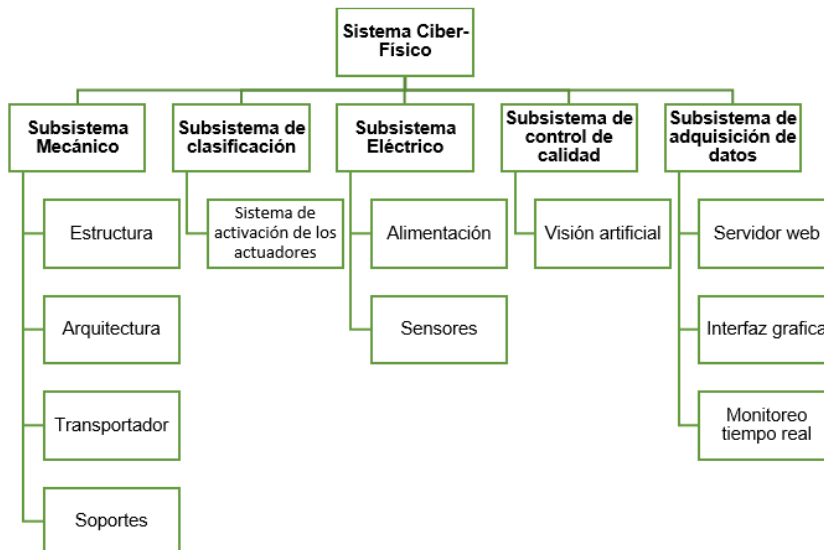 Sistema Ciber-
Físico
Subsistema
Mecánico
Subsistema de
clasificación
Subsistema
Eléctrico
Subsistema de
control de
calidad
Subsistema de
adquisición de
datos
Estructura
Sistema de
activación de los
actuadores
Alimentación
Visión artificial
Servidor web
Arquitectura
Sensores
Interfaz grafica
Transportador
Monitoreo
tiempo real
Soportes